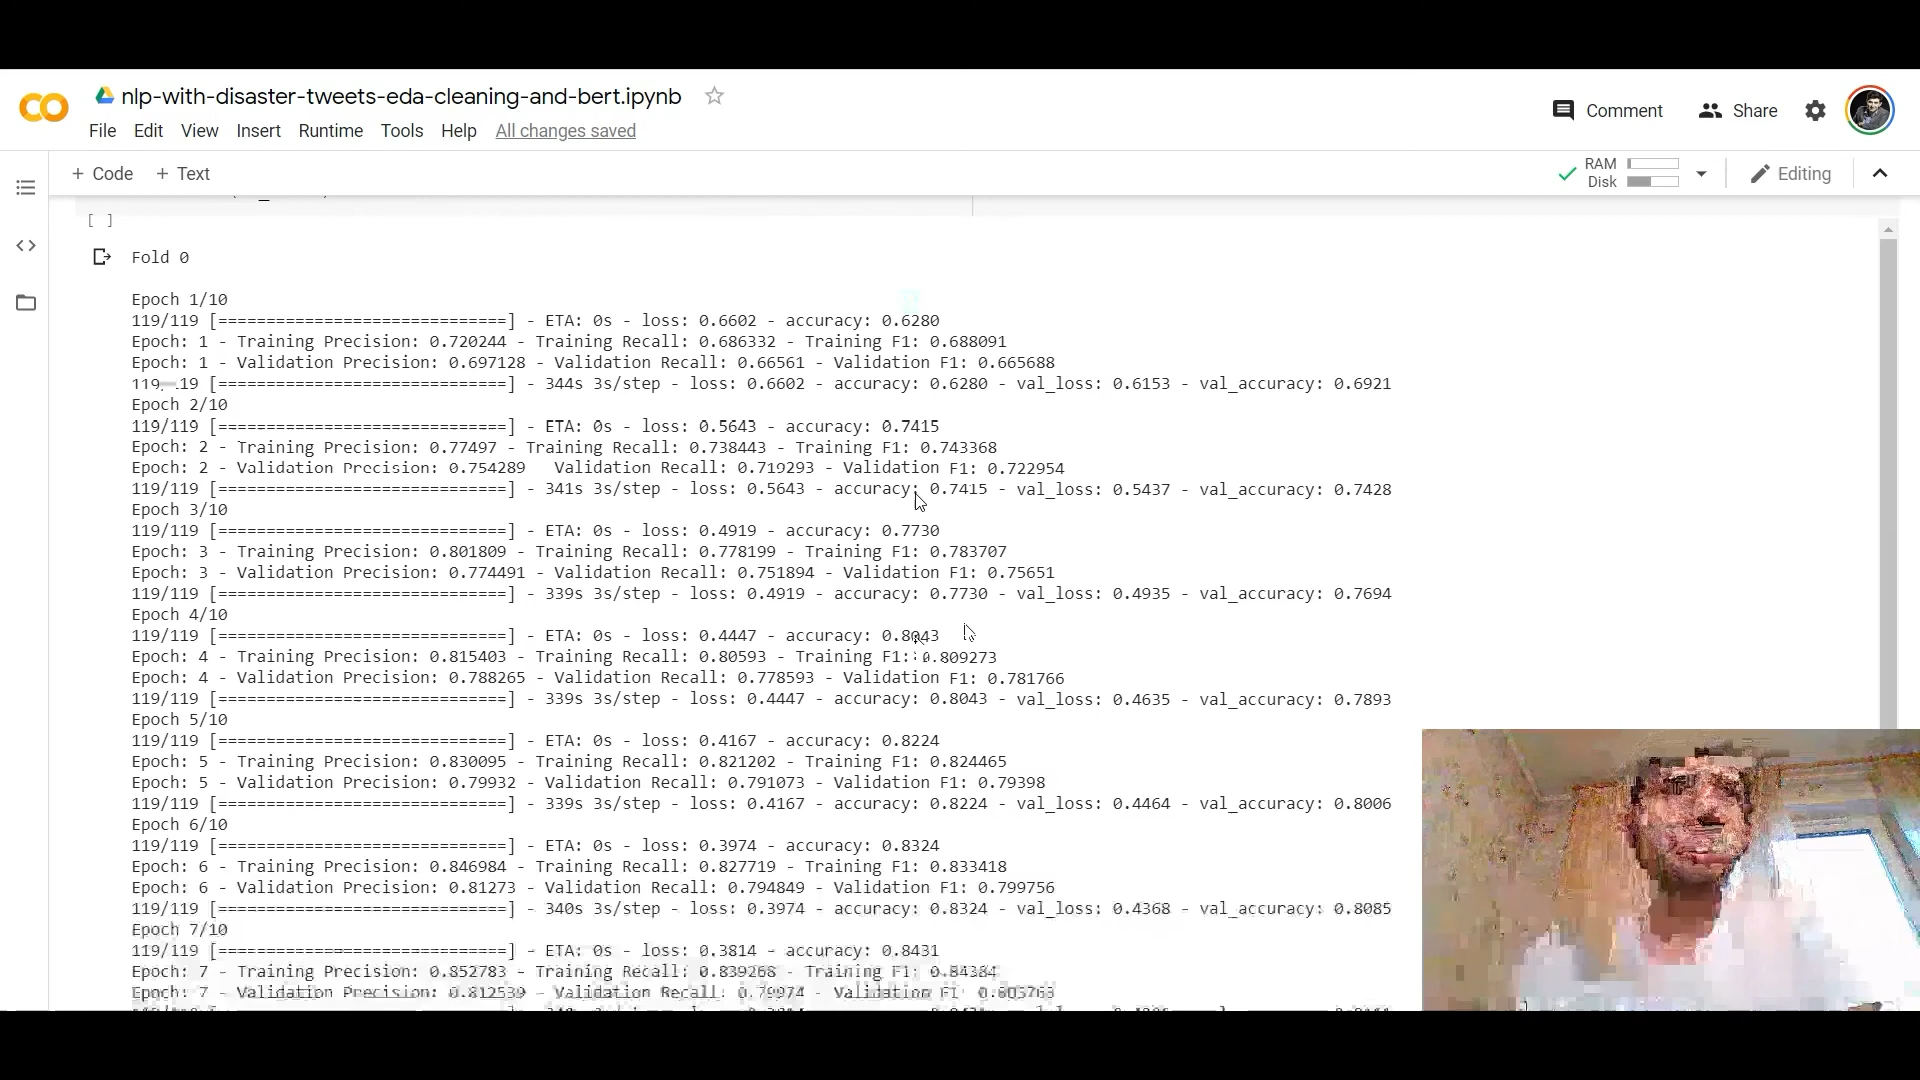 nlp-with-disaster-tweets-eda-cleaning-and-bert.ipynb
Comment
Share
File Edit View Insert Runtime Tools Help All changes saved
+ Code + Text
RAM
Disk
Editing
[ ]
Fold 0
Epoch 1/10
119/119 [==============================] - ETA: 0s - loss: 0.6602 - accuracy: 0.6280
Epoch: 1 - Training Precision: 0.720244 - Training Recall: 0.686332 - Training F1: 0.688091
Epoch: 1 - Validation Precision: 0.697128 - Validation Recall: 0.66561 - Validation F1: 0.665688
[==============================] - 344s 3s/step - loss: 0.6602 - accuracy: 0.6280 - val_loss: 0.6153 - val_accuracy: 0.6921
Epoch 2/10
119/119 [==============================] - ETA: 0s - loss: 0.5643 - accuracy: 0.7415
Epoch: 2 - Training Precision: 0.77497 - Training Recall: 0.738443 - Training F1: 0.743368
Epoch: 2 - Validation Precision: 0.754289 Validation Recall: 0.719293 - Validation F1: 0.722954
119/119 [==============================] - 341s 3s/step - loss: 0.5643 - accuracy: 0.7415 - val_loss: 0.5437 - val_accuracy: 0.7428
Epoch 3/10
119/119 [==============================] - ETA: 0s - loss: 0.4919 - accuracy: 0.7730
Epoch: 3 - Training Precision: 0.801809 - Training Recall: 0.778199 - Training F1: 0.783707
Epoch: 3 - Validation Precision: 0.774491 - Validation Recall: 0.751894 - Validation F1: 0.75651
119/119 [==============================] - 339s 3s/step - loss: 0.4919 - accuracy: 0.7730 - val_loss: 0.4935 - val_accuracy: 0.7694
Epoch 4/10
119/119 [==============================] - ETA: 0s - loss: 0.4447 - accuracy: 0.8043
Epoch: 4 - Training Precision: 0.815403 - Training Recall: 0.80593 - Training F1: 0.809273
Epoch: 4 - Validation Precision: 0.788265 - Validation Recall: 0.778593 - Validation F1: 0.781766
119/119 [==============================] - 339s 3s/step - loss: 0.4447 - accuracy: 0.8043 - val_loss: 0.4635 - val_accuracy: 0.7893
Epoch 5/10
119/119 [==============================] - ETA: 0s - loss: 0.4167 - accuracy: 0.8224
Epoch: 5 - Training Precision: 0.830095 - Training Recall: 0.821202 - Training F1: 0.824465
Epoch: 5 - Validation Precision: 0.79932 - Validation Recall: 0.791073 - Validation F1: 0.79398
119/119 [==============================] - 339s 3s/step - loss: 0.4167 - accuracy: 0.8224 - val_loss: 0.4464 - val_accuracy: 0.8006
Epoch 6/10
119/119 [==============================] - ETA: 0s - loss: 0.3974 - accuracy: 0.8324
Epoch: 6 - Training Precision: 0.846984 - Training Recall: 0.827719 - Training F1: 0.833418
Epoch: 6 - Validation Precision: 0.81273 - Validation Recall: 0.794849 - Validation F1: 0.799756
119/119 [==============================] - 340s 3s/step - loss: 0.3974 - accuracy: 0.8324 - val_loss: 0.4368 - val_accuracy: 0.8085
Epoch 7/10
119/119 [==============================] - ETA: 0s - loss: 0.3814 - accuracy: 0.8431
Epoch: 7 - Training Precision: 0.852783 - Training Recall: 0.839268 - Training F1: 0.84384
Epoch: 7 - Validation Precision: 0.812539 - Validation Recall: 0.79974 - Validation F1